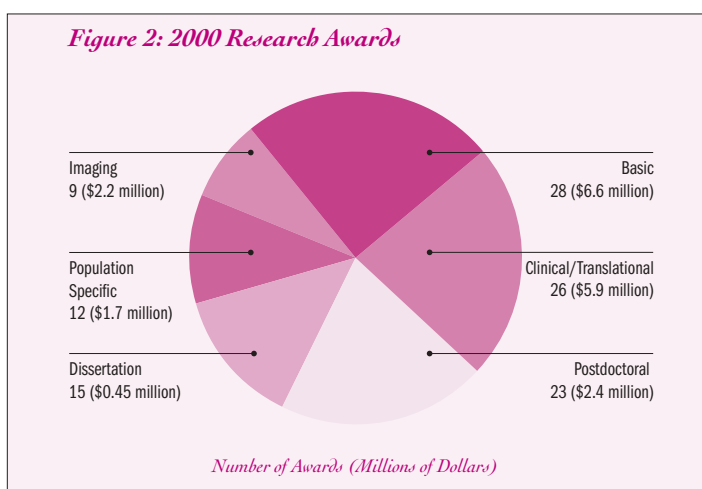 Figure 2: 2000 Research Awards
Imaging
9 ($2.2 million)
Population
Specific
12 ($1.7 million)
Dissertation
15 ($0.45 million)
Basic
28 ($6.6 million)
Clinical/Translational
26 ($5.9 million)
Postdoctoral
23 ($2.4 million)
Number of Awards (Millions of Dollars)